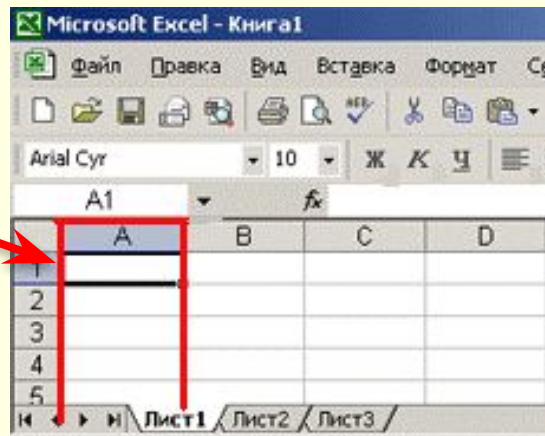 Microsoft Excel - Книга1
Файл Правка Вид Вставка Формат
Arial Cyr 10 Ж К Ч
A1 fx
A B C D
1
2
3
4
5
Лист1 Лист2 Лист3